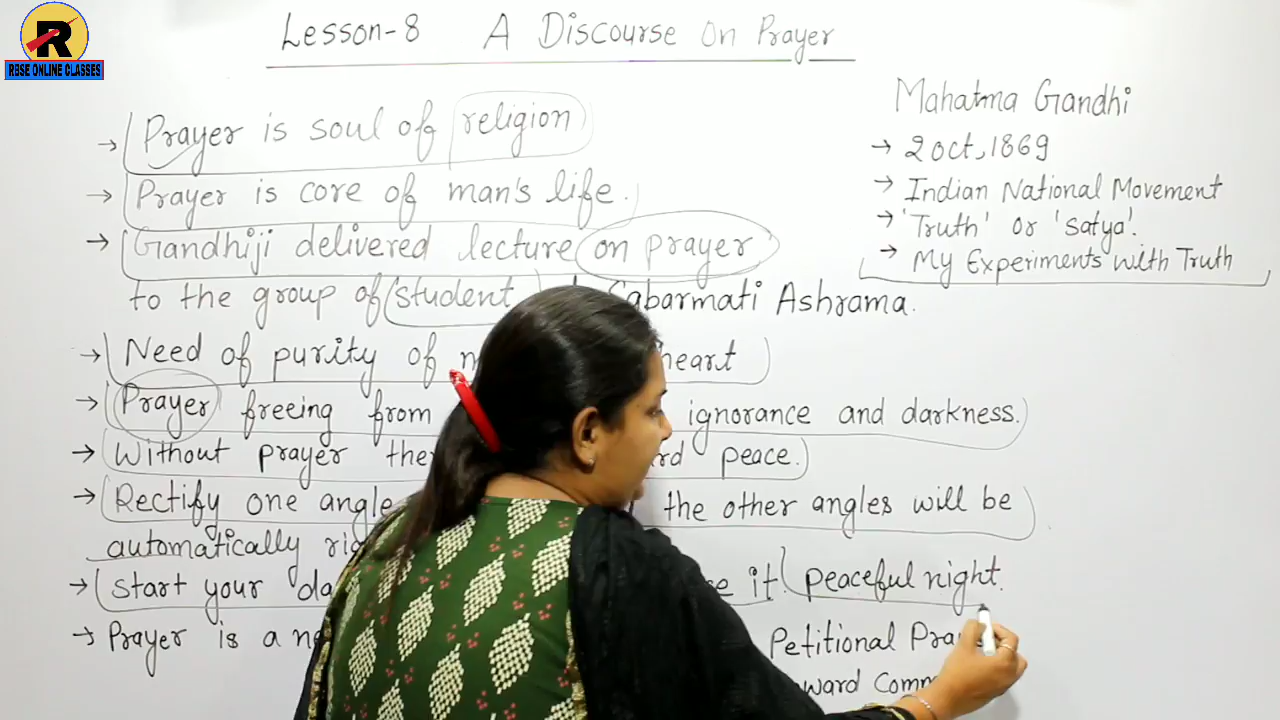 R
RBSE ONLINE CLASSES
Lesson-8 A Discourse On Prayer
Mahatma Gandhi
→ 2 Oct, 1869
→ Indian National Movement
→ 'Truth' or 'Satya'.
→ My Experiments with Truth
→ Prayer is soul of religion
→ Prayer is core of man's life.
→ Gandhiji delivered lecture on prayer
to the group of student Sabarmati Ashrama.
→ Need of purity of heart
→ Prayer freeing from ignorance and darkness.
→ Without prayer peace.
→ Rectify one angle the other angles will be
automatically
→ start your it peaceful night.
→ Prayer is a Petitional